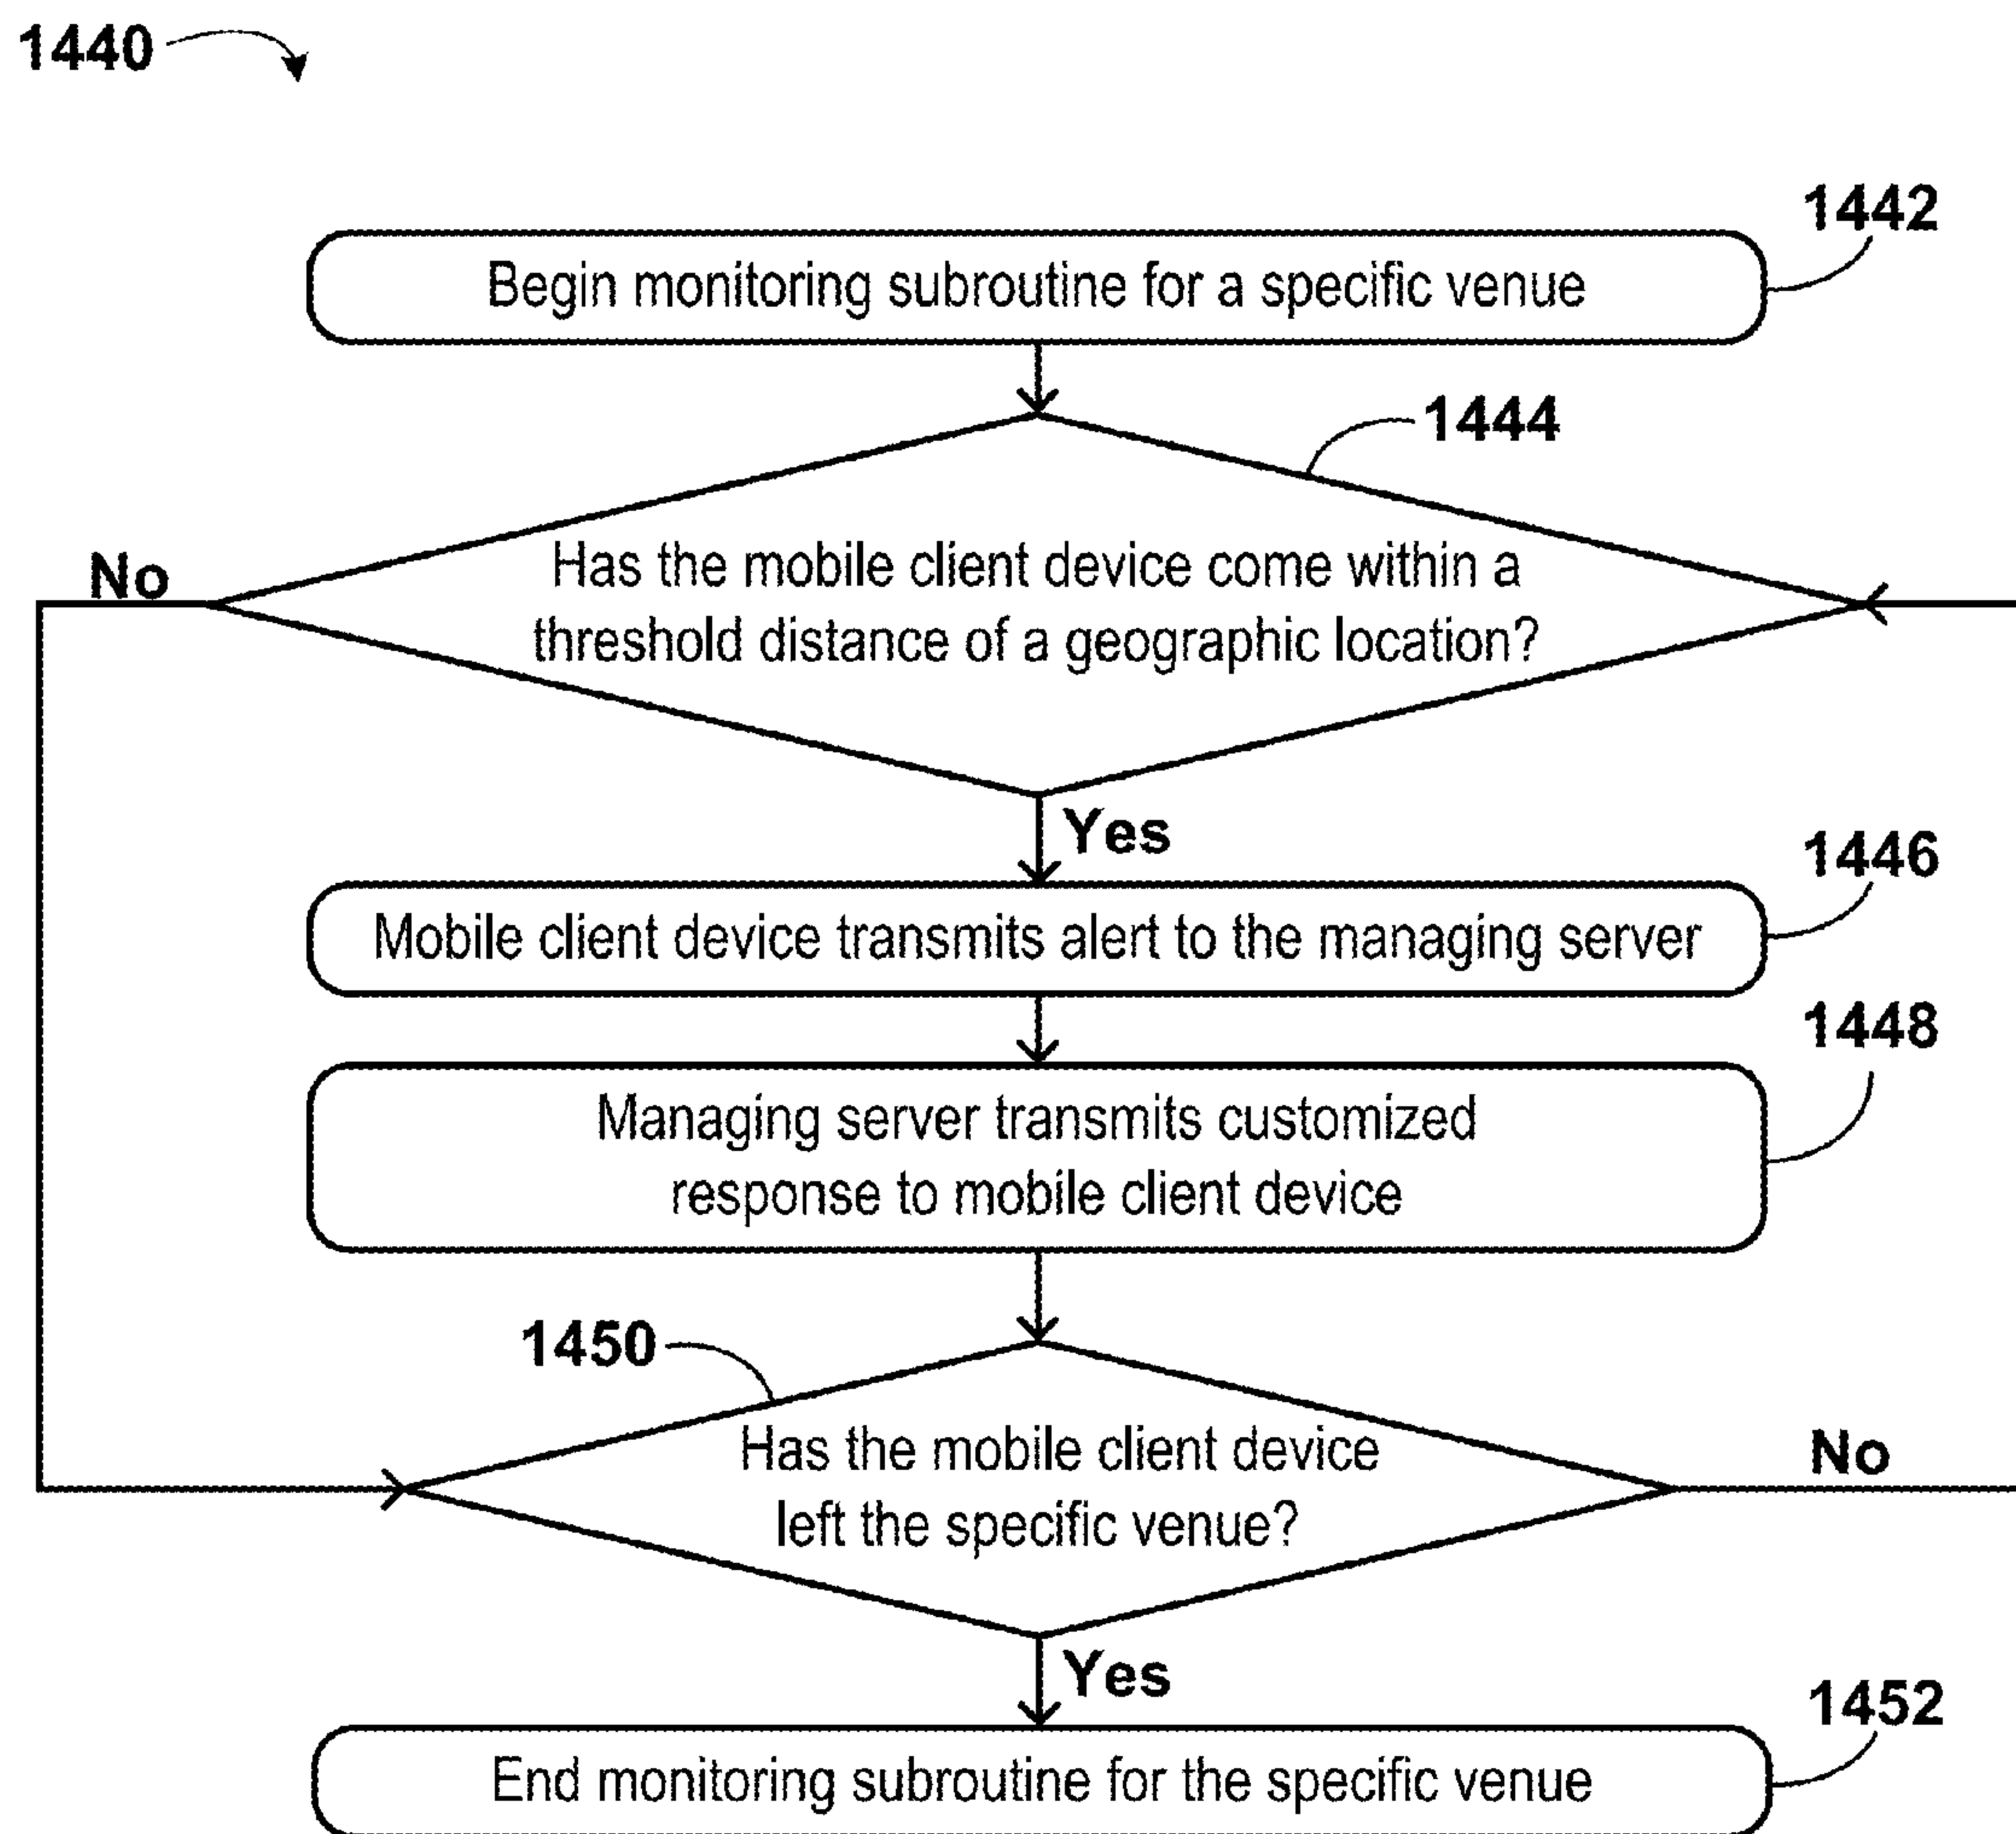 1440
1442
Begin monitoring subroutine for a specific venue
1444
Has the mobile client device come within a
threshold distance of a geographic location?
No
Yes
1446
Mobile client device transmits alert to the managing server
1448
Managing server transmits customized
response to mobile client device
1450
Has the mobile client device
left the specific venue?
No
Yes
1452
End monitoring subroutine for the specific venue